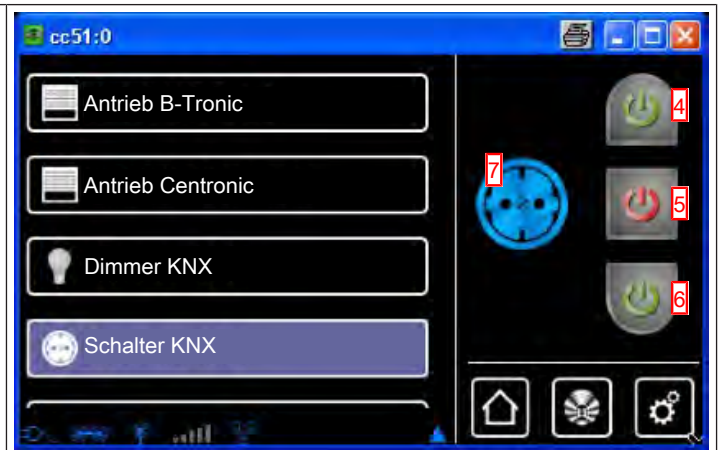 cc51:0
Antrieb B-Tronic
Antrieb Centronic
Dimmer KNX
Schalter KNX
4
7
5
6